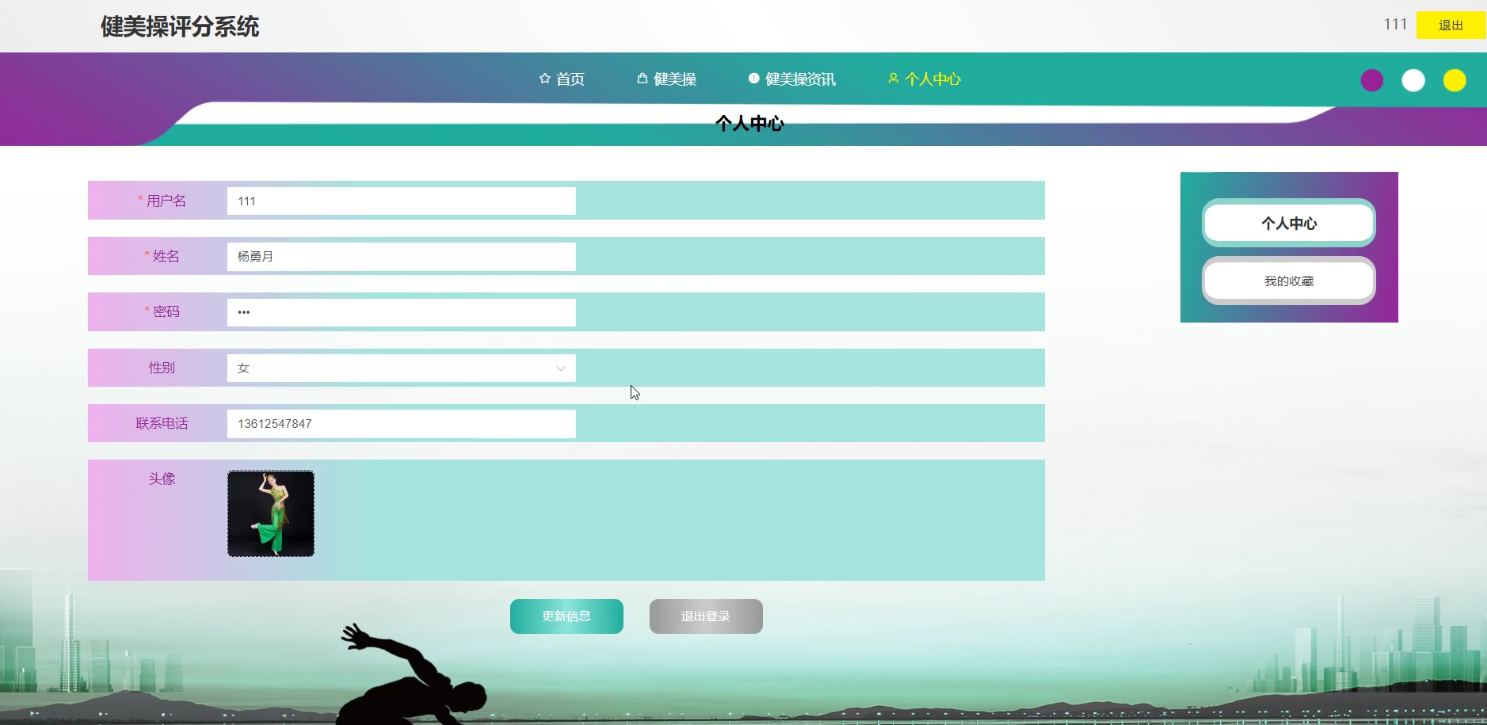 健美操评分系统
111 退出
首页 健美操 健美操资讯 个人中心
个人中心
* 用户名 111
* 姓名 杨勇月
* 密码 •••
性别 女
联系电话 13612547847
头像
更新信息 退出登录
个人中心
我的收藏